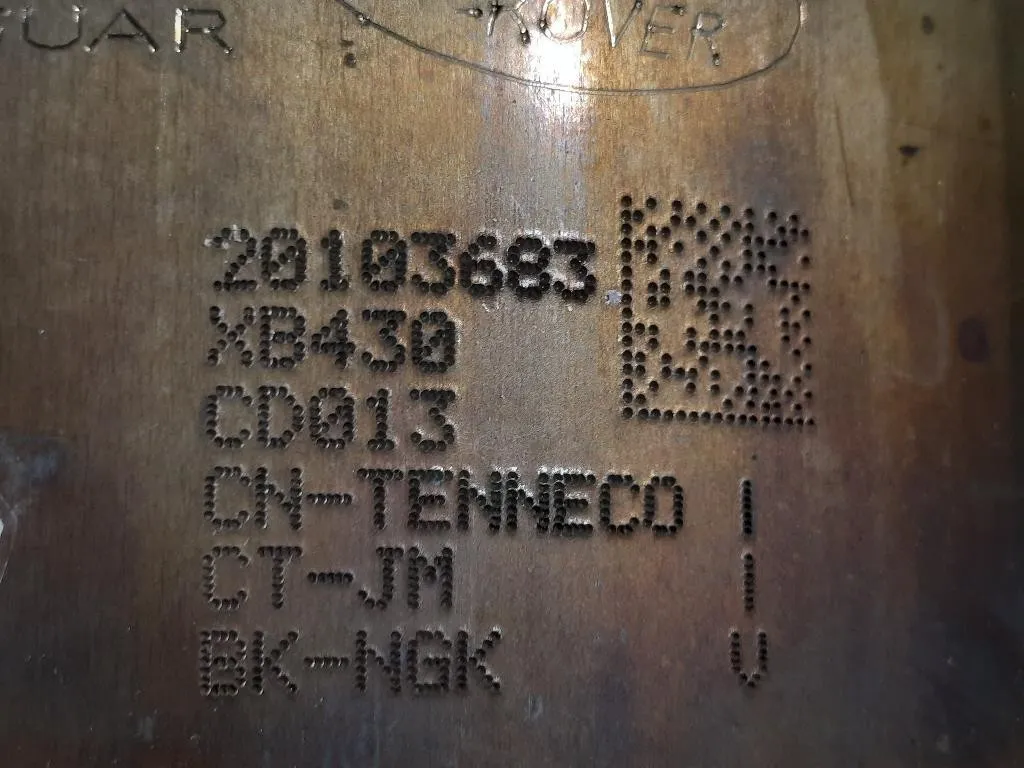 GUAR
ROVER
20103683
XB430
CD013
CN-TENNECO I
CT-JM I
BK-NGK V